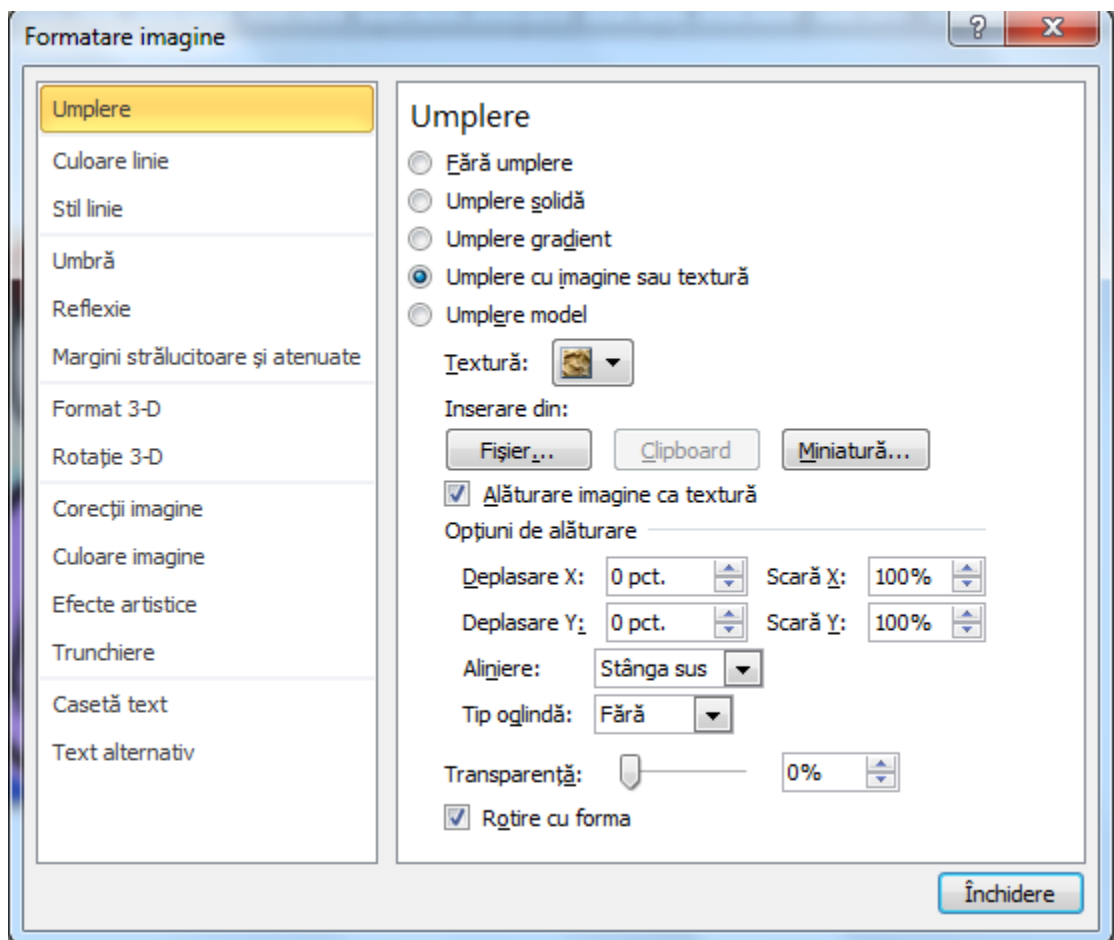 Formatare imagine
Umplere
Culoare linie
Stil linie
Umbră
Reflexie
Margini strălucitoare și atenuate
Format 3-D
Rotație 3-D
Corecții imagine
Culoare imagine
Efecte artistice
Trunchiere
Casetă text
Text alternativ
Umplere
Fără umplere
Umplere solidă
Umplere gradient
Umplere cu imagine sau textură
Umplere model
Textură:
Inserare din:
Fișier... Clipboard Miniatură...
Alăturare imagine ca textură
Opțiuni de alăturare
Deplasare X: 0 pct. Scară X: 100%
Deplasare Y: 0 pct. Scară Y: 100%
Aliniere: Stânga sus
Tip oglindă: Fără
Transparență: 0%
Rotire cu forma
Închidere